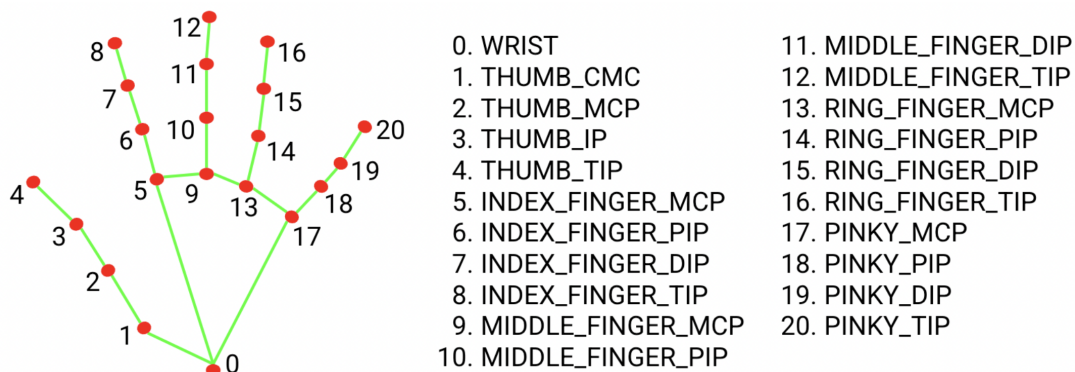 12
8
16
11
7
15
10
6
20
14
19
5
9
4
13
18
3
17
2
1
0
0. WRIST
1. THUMB_CMC
2. THUMB_MCP
3. THUMB_IP
4. THUMB_TIP
5. INDEX_FINGER_MCP
6. INDEX_FINGER_PIP
7. INDEX_FINGER_DIP
8. INDEX_FINGER_TIP
9. MIDDLE_FINGER_MCP
10. MIDDLE_FINGER_PIP
11. MIDDLE_FINGER_DIP
12. MIDDLE_FINGER_TIP
13. RING_FINGER_MCP
14. RING_FINGER_PIP
15. RING_FINGER_DIP
16. RING_FINGER_TIP
17. PINKY_MCP
18. PINKY_PIP
19. PINKY_DIP
20. PINKY_TIP